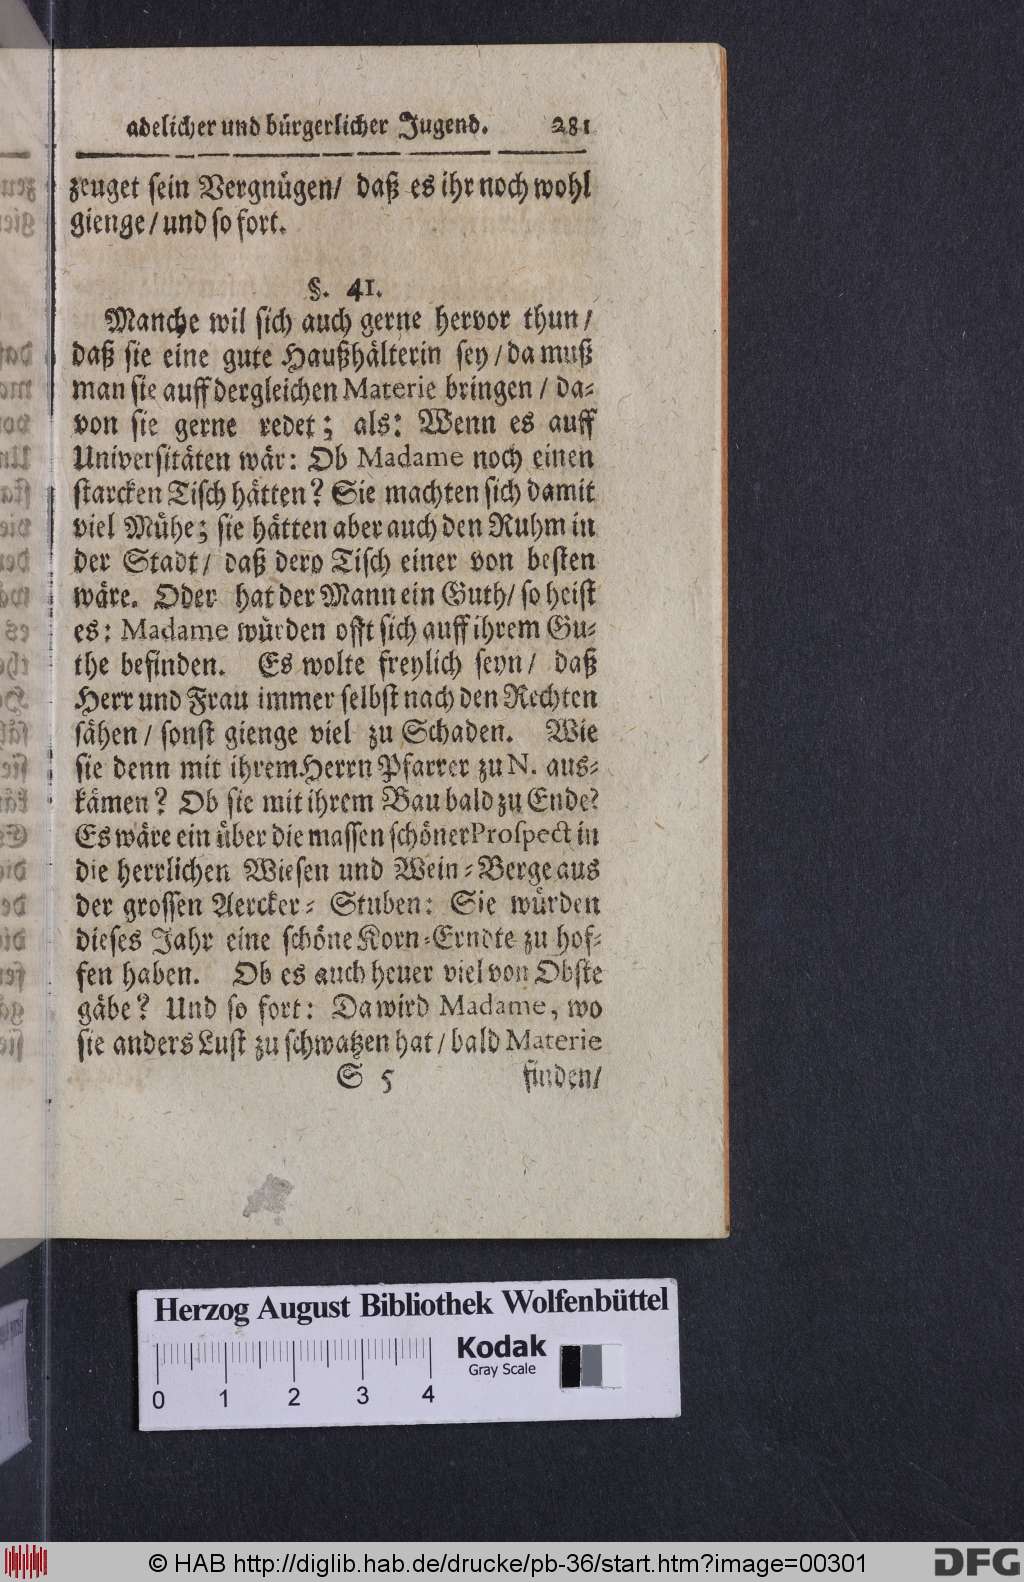 adelicher und bürgerlicher Jugend. 281
zeuget sein Vergnügen/ daß es ihr noch wohl
gienge/ und so fort.
§. 41.
Manche wil sich auch gerne hervor thun/
daß sie eine gute Haußhälterin sey/ da muß
man sie auff dergleichen Materie bringen/ da-
von sie gerne redet; als: Wenn es auff
Universitäten wär: Ob Madame noch einen
starcken Tisch hätten? Sie machten sich damit
viel Mühe; sie hätten aber auch den Ruhm in
der Stadt/ daß dero Tisch einer von besten
wäre. Oder hat der Mann ein Guth/ so heist
es: Madame würden offt sich auff ihrem Gu-
the befinden. Es wolte freylich seyn/ daß
Herr und Frau immer selbst nach den Rechten
sähen/ sonst gienge viel zu Schaden. Wie
sie denn mit ihrem Herrn Pfarrer zu N. aus-
kämen? Ob sie mit ihrem Bau bald zu Ende?
Es wäre ein über die massen schöner Prospect in
die herrlichen Wiesen und Wein-Berge aus
der grossen Aercker-Stuben: Sie würden
dieses Jahr eine schöne Korn-Erndte zu hof-
fen haben. Ob es auch heuer viel von Obste
gäbe? Und so fort: Da wird Madame, wo
sie anders Lust zu schwatzen hat/ bald Materie
S 5 finden/
Herzog August Bibliothek Wolfenbüttel
Kodak
Gray Scale
0 1 2 3 4
© HAB http://diglib.hab.de/drucke/pb-36/start.htm?image=00301
DFG